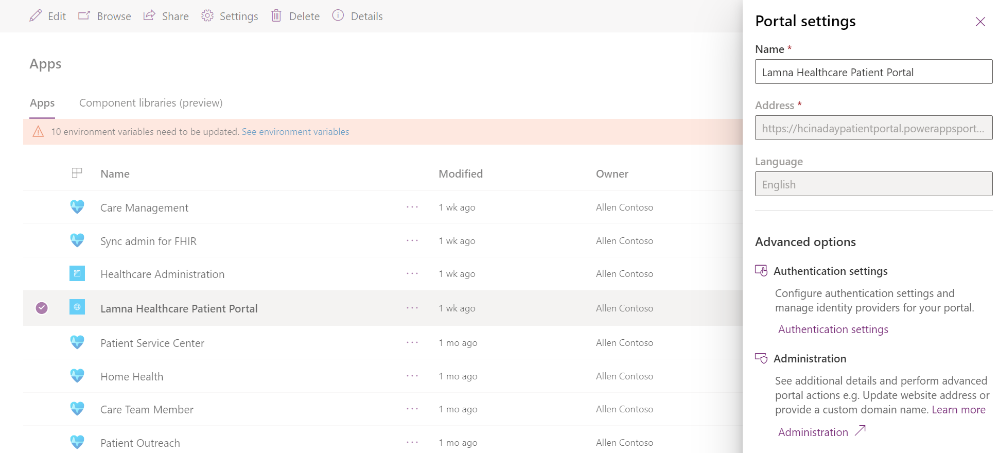 Edit Browse Share Settings Delete Details
Apps
Apps Component libraries (preview)
10 environment variables need to be updated. See environment variables
Name Modified Owner
Care Management ... 1 wk ago Allen Contoso
Sync admin for FHIR ... 1 wk ago Allen Contoso
Healthcare Administration ... 1 wk ago Allen Contoso
Lamna Healthcare Patient Portal ... 1 wk ago Allen Contoso
Patient Service Center ... 1 mo ago Allen Contoso
Home Health ... 1 mo ago Allen Contoso
Care Team Member ... 1 mo ago Allen Contoso
Patient Outreach ... 1 mo ago Allen Contoso
Portal settings
Name *
Lamna Healthcare Patient Portal
Address *
https://hcinadaypatientportal.powerappsport...
Language
English
Advanced options
Authentication settings
Configure authentication settings and
manage identity providers for your portal.
Authentication settings
Administration
See additional details and perform advanced
portal actions e.g. Update website address or
provide a custom domain name. Learn more
Administration